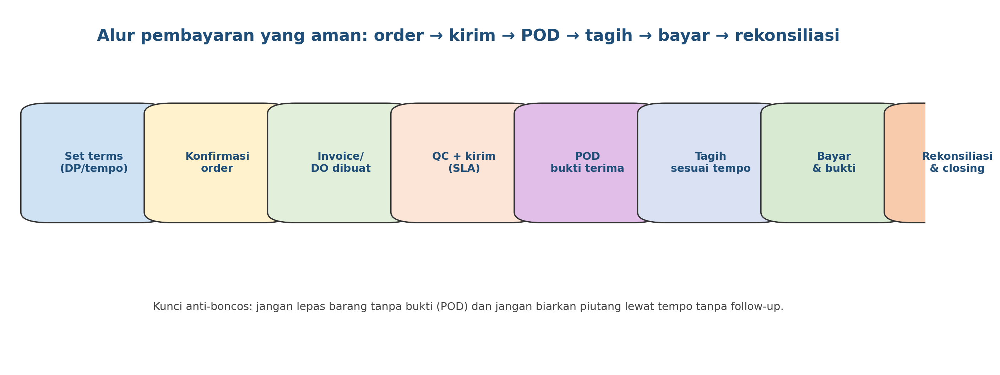 Alur pembayaran yang aman: order → kirim → POD → tagih → bayar → rekonsiliasi
Set terms
(DP/tempo)
Konfirmasi
order
Invoice/
DO dibuat
QC + kirim
(SLA)
POD
bukti terima
Tagih
sesuai tempo
Bayar
& bukti
Rekonsiliasi
& closing
Kunci anti-boncos: jangan lepas barang tanpa bukti (POD) dan jangan biarkan piutang lewat tempo tanpa follow-up.